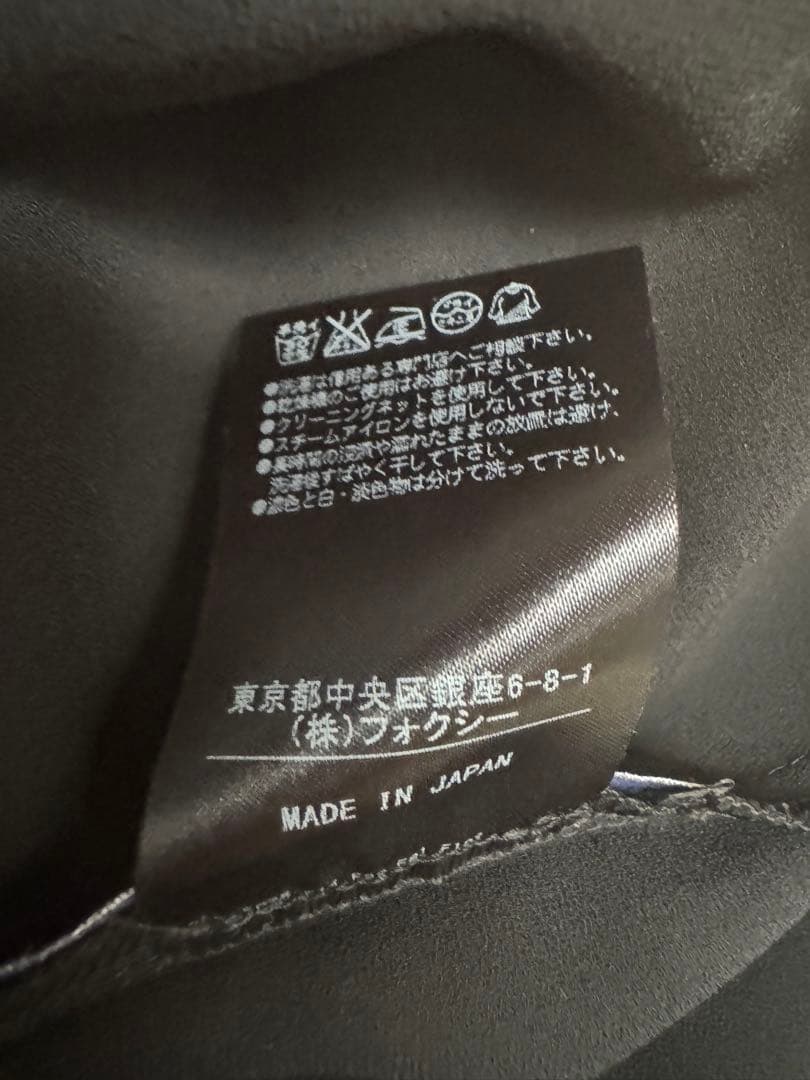 ●洗濯は信用ある専門店へご相談下さい。
●乾燥機のご使用はお避け下さい。
●クリーニングネットを使用して下さい。
●スチームアイロンを使用しないで下さい。
●長時間の浸漬や濡れたままの放置は避け、
洗濯後すばやく干して下さい。
●濃色と白・淡色物は分けて洗って下さい。
東京都中央区銀座6-8-1
(株)フォクシー
MADE IN JAPAN